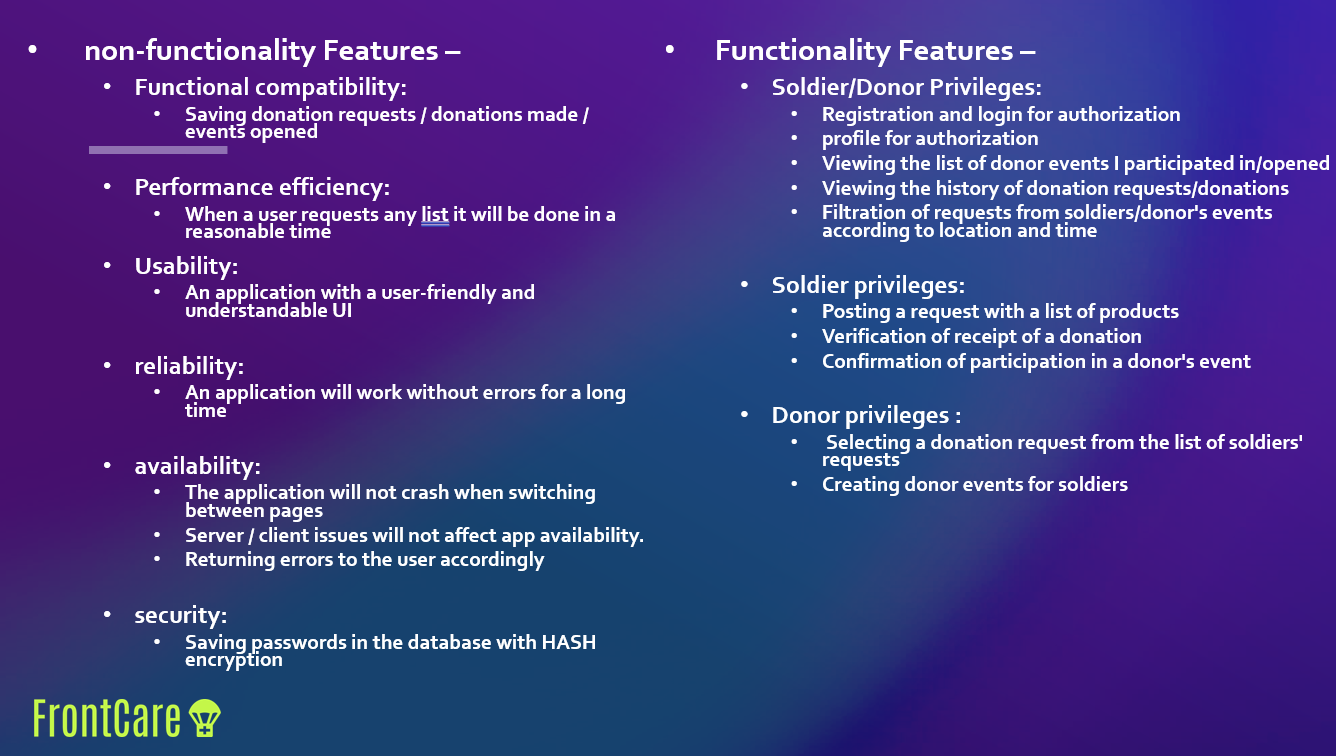 • non-functionality Features –
• Functional compatibility:
• Saving donation requests / donations made /
events opened
• Performance efficiency:
• When a user requests any list it will be done in a
reasonable time
• Usability:
• An application with a user-friendly and
understandable UI
• reliability:
• An application will work without errors for a long
time
• availability:
• The application will not crash when switching
between pages
• Server / client issues will not affect app availability.
• Returning errors to the user accordingly
• security:
• Saving passwords in the database with HASH
encryption
• Functionality Features –
• Soldier/Donor Privileges:
• Registration and login for authorization
• profile for authorization
• Viewing the list of donor events I participated in/opened
• Viewing the history of donation requests/donations
• Filtration of requests from soldiers/donor's events
according to location and time
• Soldier privileges:
• Posting a request with a list of products
• Verification of receipt of a donation
• Confirmation of participation in a donor's event
• Donor privileges :
• Selecting a donation request from the list of soldiers'
requests
• Creating donor events for soldiers
FrontCare